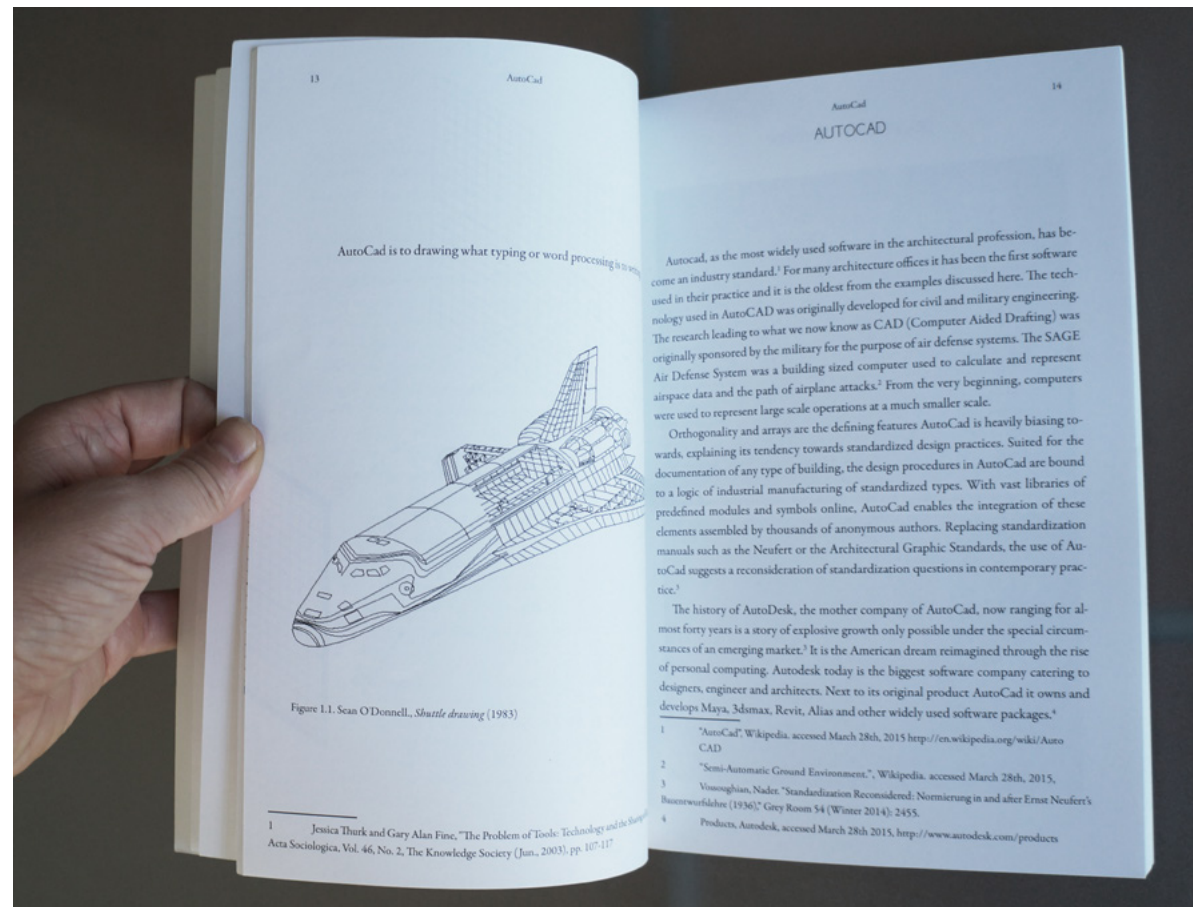 13
AutoCad
AutoCad is to drawing what typing or word processing is to
Figure 1.1. Sean O'Donnell., Shuttle drawing (1983)
1 Jessica Thurk and Gary Alan Fine, "The Problem of Tools: Technology and the
Acta Sociologica, Vol. 46, No. 2, The Knowledge Society (Jun., 2003), pp. 107-117
14
AutoCad
AUTOCAD
Autocad, as the most widely used software in the architectural profession, has be-
come an industry standard.¹ For many architecture offices it has been the first software
used in their practice and it is the oldest from the examples discussed here. The tech-
nology used in AutoCAD was originally developed for civil and military engineering.
The research leading to what we now know as CAD (Computer Aided Drafting) was
originally sponsored by the military for the purpose of air defense systems. The SAGE
Air Defense System was a building sized computer used to calculate and represent
airspace data and the path of airplane attacks.² From the very beginning, computers
were used to represent large scale operations at a much smaller scale.
Orthogonality and arrays are the defining features AutoCad is heavily biasing to-
wards, explaining its tendency towards standardized design practices. Suited for the
documentation of any type of building, the design procedures in AutoCad are bound
to a logic of industrial manufacturing of standardized types. With vast libraries of
predefined modules and symbols online, AutoCad enables the integration of these
elements assembled by thousands of anonymous authors. Replacing standardization
manuals such as the Neufert or the Architectural Graphic Standards, the use of Au-
toCad suggests a reconsideration of standardization questions in contemporary prac-
tice.³
The history of AutoDesk, the mother company of AutoCad, now ranging for al-
most forty years is a story of explosive growth only possible under the special circum-
stances of an emerging market.³ It is the American dream reimagined through the rise
of personal computing. Autodesk today is the biggest software company catering to
designers, engineer and architects. Next to its original product AutoCad it owns and
develops Maya, 3dsmax, Revit, Alias and other widely used software packages.⁴
1 "AutoCad", Wikipedia. accessed March 28th, 2015 http://en.wikipedia.org/wiki/Auto
CAD
2 "Semi-Automatic Ground Environment.", Wikipedia. accessed March 28th, 2015,
3 Vossoughian, Nader. "Standardization Reconsidered: Normierung in and after Ernst Neufert's
(1936)," Grey Room 54 (Winter 2014): 2455.
4 Products, Autodesk, accessed March 28th 2015, http://www.autodesk.com/products